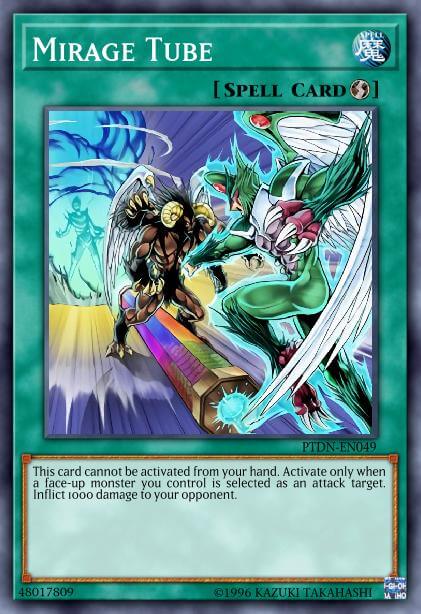 Mirage Tube
SPELL
魔
[Spell Card]
PTDN-EN049
This card cannot be activated from your hand. Activate only when
a face-up monster you control is selected as an attack target.
Inflict 1000 damage to your opponent.
48017809
©1996 KAZUKI TAKAHASHI